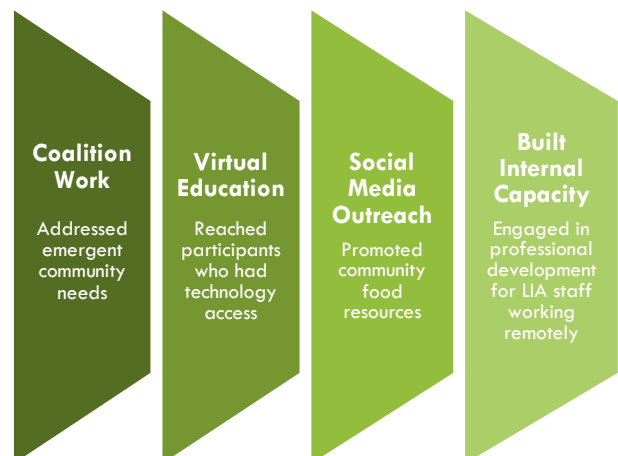 Coalition
Work
Addressed
emergent
community
needs
Virtual
Education
Reached
participants
who had
technology
access
Social
Media
Outreach
Promoted
community
food
resources
Built
Internal
Capacity
Engaged in
professional
development
for LIA staff
working
remotely